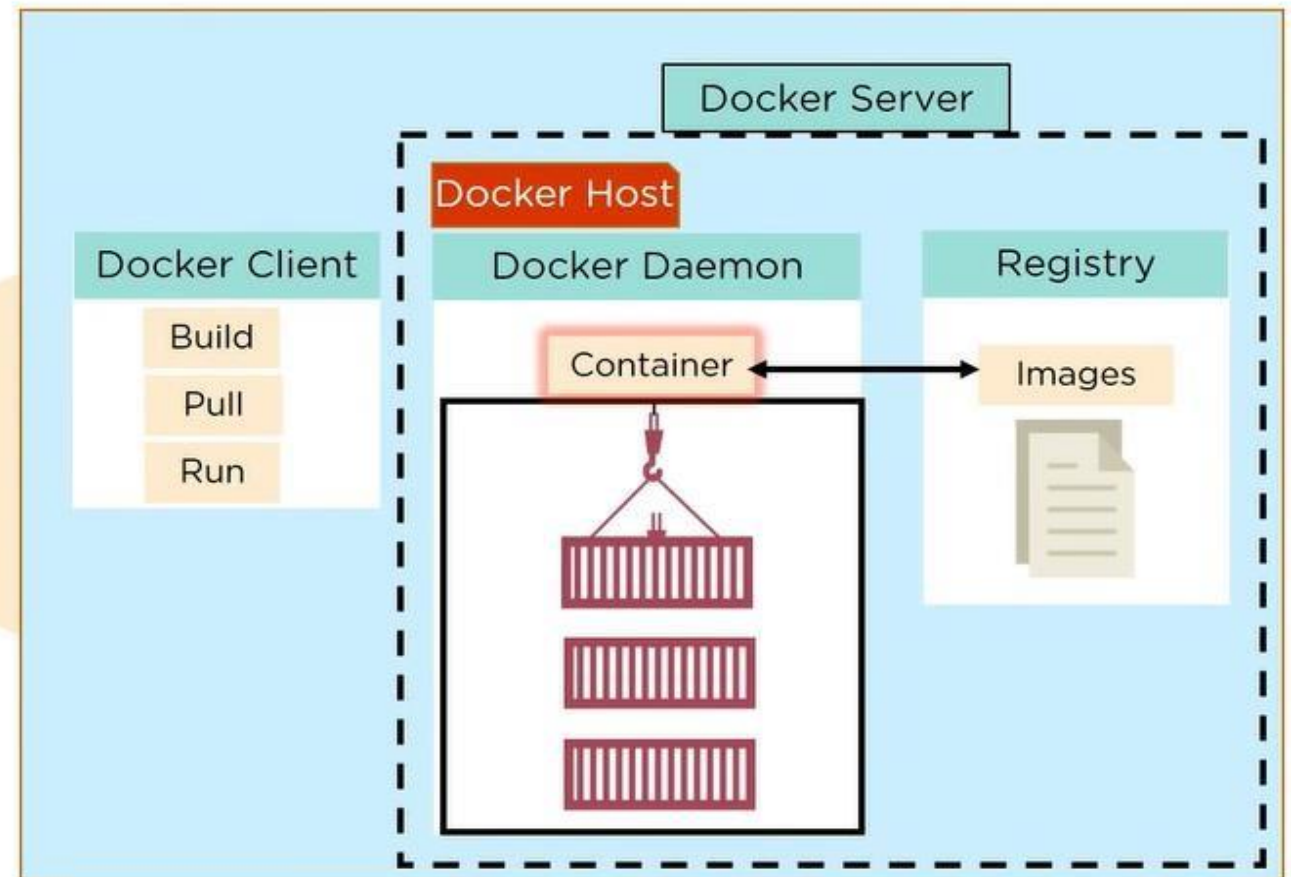 Docker Server
Docker Host
Docker Client
Build
Pull
Run
Docker Daemon
Container
Registry
Images